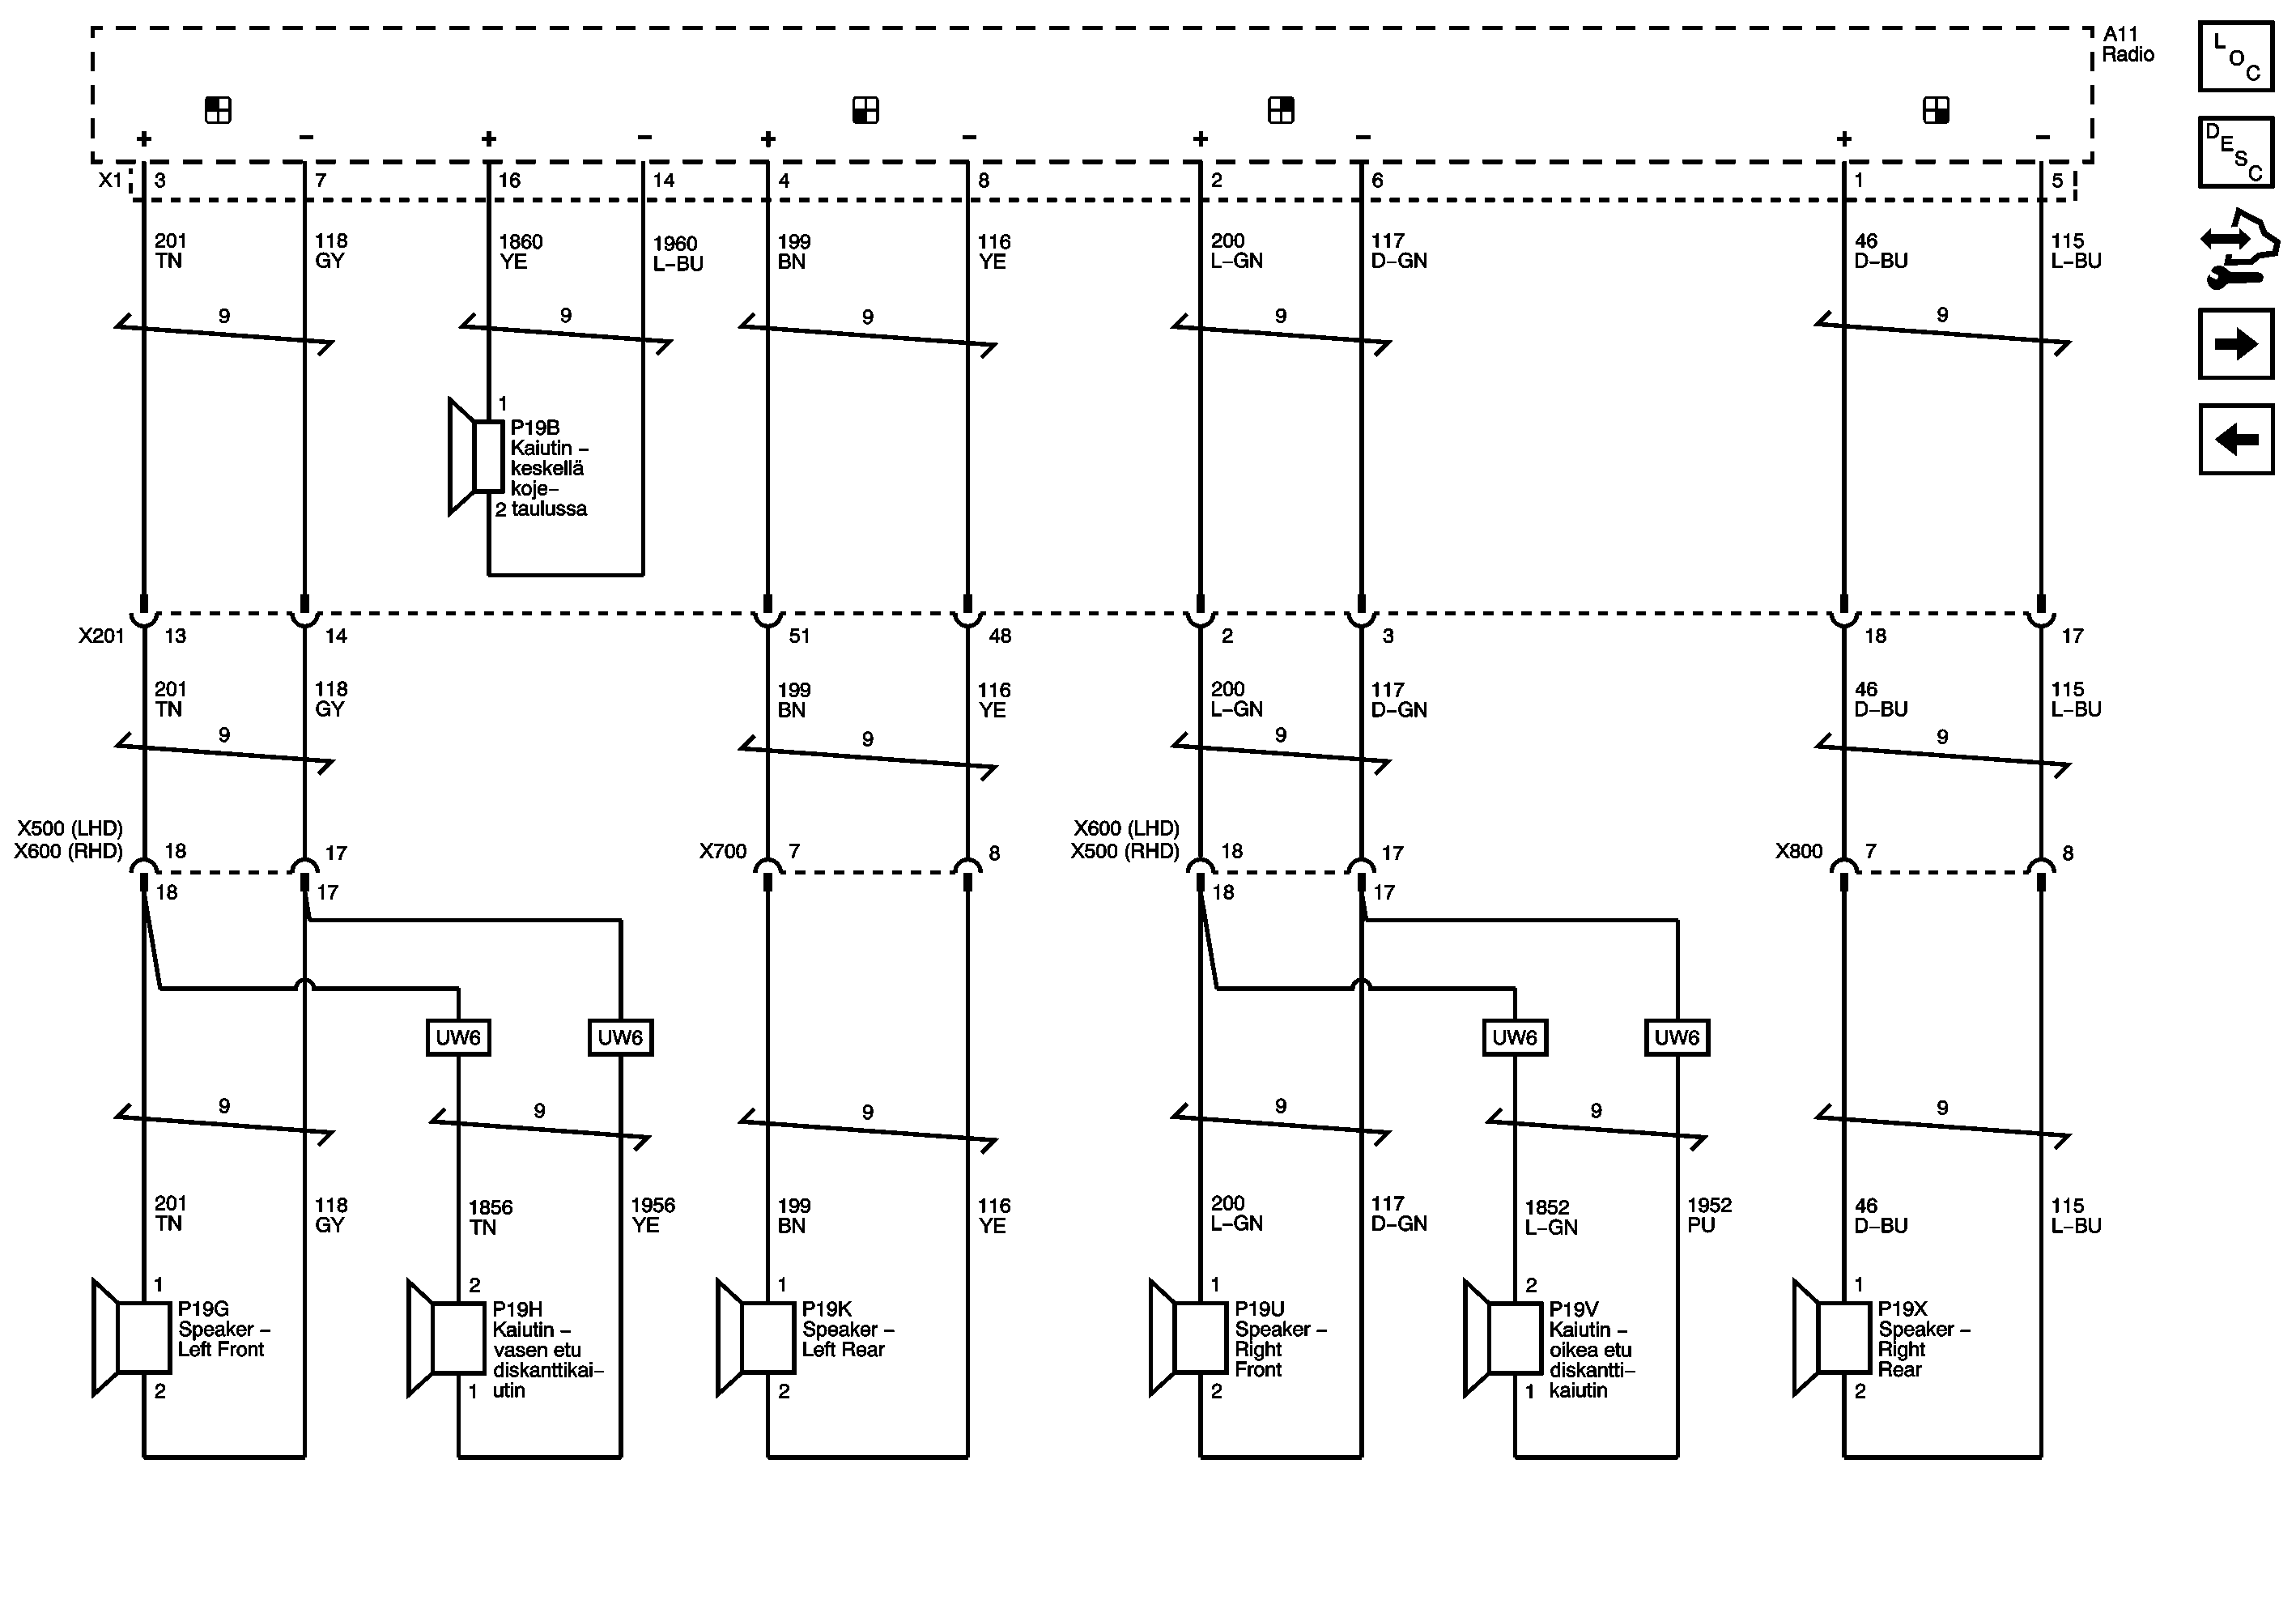 A11
Radio
L
O
C
D
E
S
C
+ − + − + − + − + −
X1 3 7 16 14 4 8 2 6 1 5
201 118 1860 1960 199 116 200 117 46 115
TN GY YE L−BU BN YE L−GN D−GN D−BU L−BU
9 9 9 9 9
1
P19B
Kaiutin −
keskellä
koje−
2 taulussa
X201 13 14 51 48 2 3 18 17
201 118 199 116 200 117 46 115
TN GY BN YE L−GN D−GN D−BU L−BU
9 9 9 9
X500 (LHD) X600 (LHD)
X600 (RHD) 18 17 X700 7 8 X500 (RHD) 18 17 X800 7 8
18 17 18 17
UW6 UW6 UW6 UW6
9 9 9 9 9 9
201 118 1856 1956 199 116 200 117 1852 1952 46 115
TN GY TN YE BN YE L−GN D−GN L−GN PU D−BU L−BU
1 2 1 1 2 1
P19G P19H P19K P19U P19V P19X
Speaker − Kaiutin − Speaker − Speaker − Kaiutin − Speaker −
Left Front vasen etu Left Rear Right oikea etu Right
diskanttikai− Front diskantti− Rear
2 1 utin 2 2 1 kaiutin 2